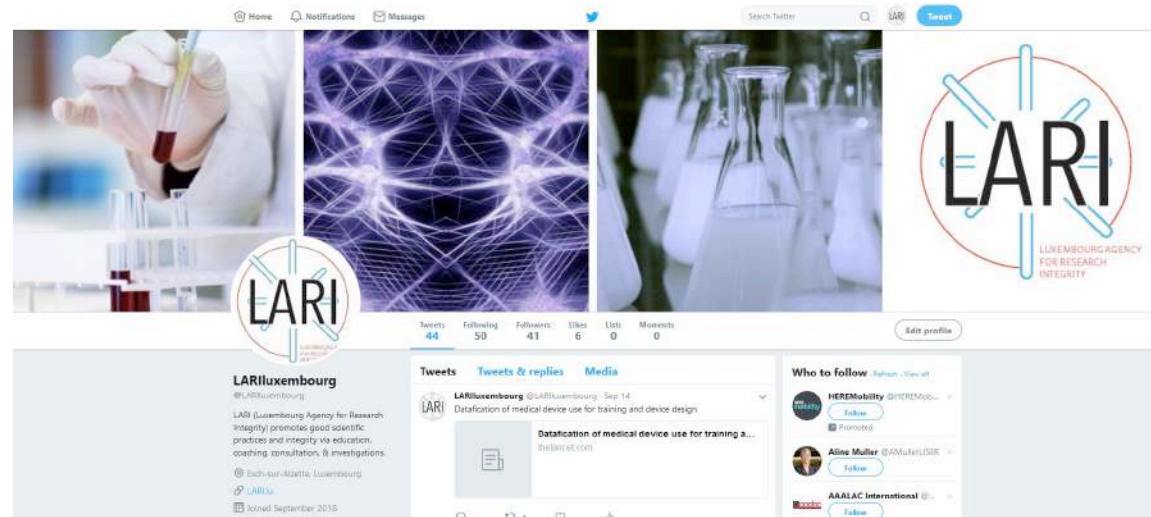 Home Notifications Messages Search Twitter LARI Tweet
LARI
LUXEMBOURG AGENCY
FOR RESEARCH
INTEGRITY
LARI
Tweets Following Followers Likes Lists Moments
44 50 41 6 0 0
Edit profile
LARIluxembourg
@LARIluxembourg
LARI (Luxembourg Agency for Research
Integrity) promotes good scientific
practices and integrity via education,
coaching, consultation, & investigations.
Esch-sur-Alzette, Luxembourg
LARI.lu
Joined September 2016
Tweets Tweets & replies Media
LARIluxembourg @LARIluxembourg · Sep 14
Datafication of medical device use for training and device design
LARI
Datafication of medical device use for training a...
thelancet.com
Who to follow · Refresh · View all
HEREMobility @HEREMob...
Follow
Promoted
Aline Muller @AMullerLISER
Follow
AAALAC International @...
Follow